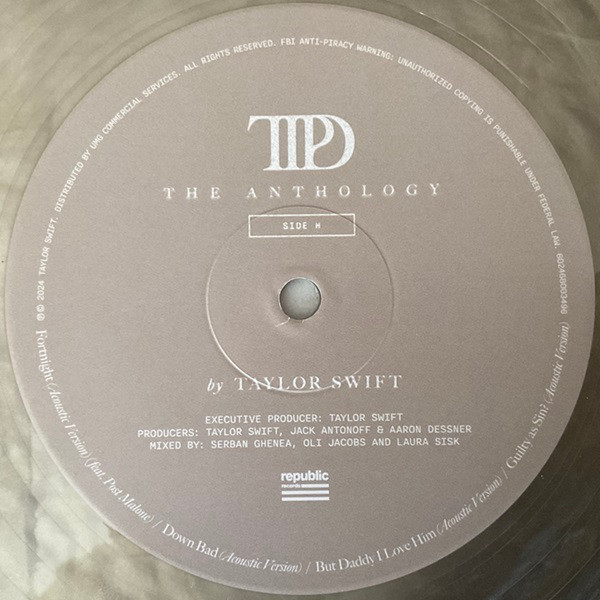 ℗© 2024 TAYLOR SWIFT. DISTRIBUTED BY UMG COMMERCIAL SERVICES. ALL RIGHTS RESERVED. FBI ANTI-PIRACY WARNING: UNAUTHORIZED COPYING IS PUNISHABLE UNDER FEDERAL LAW. 602468003496
TTPD
THE ANTHOLOGY
SIDE H
by TAYLOR SWIFT
EXECUTIVE PRODUCER: TAYLOR SWIFT
PRODUCERS: TAYLOR SWIFT, JACK ANTONOFF & AARON DESSNER
MIXED BY: SERBAN GHENEA, OLI JACOBS AND LAURA SISK
republic
records
Fortnight (Acoustic Version) (feat. Post Malone) / Down Bad (Acoustic Version) / But Daddy I Love Him (Acoustic Version) / Guilty as Sin? (Acoustic Version)